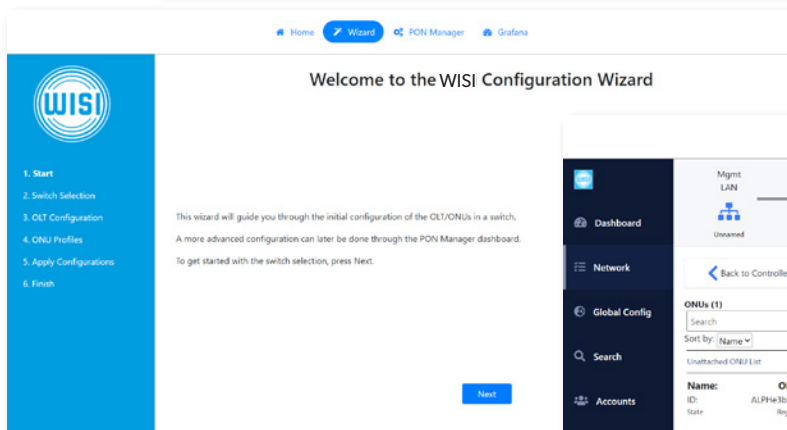 Home
Wizard
PON Manager
Grafana
WISI
Welcome to the WISI Configuration Wizard
1. Start
2. Switch Selection
3. OLT Configuration
4. ONU Profiles
5. Apply Configurations
6. Finish
This wizard will guide you through the initial configuration of the OLT/ONUs in a switch.
A more advanced configuration can later be done through the PON Manager dashboard.
To get started with the switch selection, press Next.
Next
Dashboard
Network
Global Config
Search
Accounts
Mgmt
LAN
Unnamed
Back to Controlle
ONUs (1)
Search
Sort by: Name
Unattached ONU List
Name:
ID: ALPHe3b
State Reg